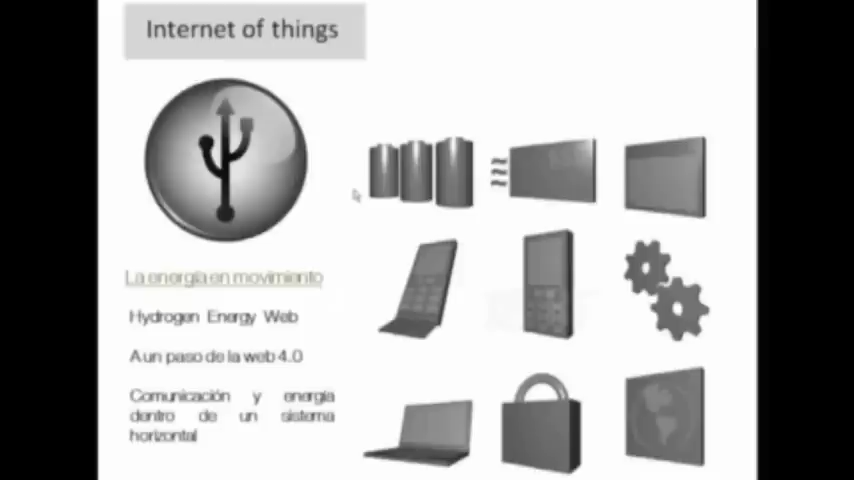 Internet of things
La energía en movimiento
Hydrogen Energy Web
A un paso de la web 4.0
Comunicación y energía
dentro de un sistema
horizontal